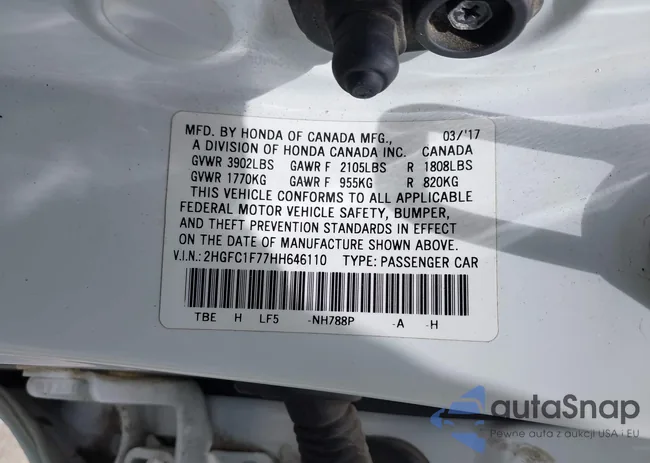 MFD. BY HONDA OF CANADA MFG., 03/'17
A DIVISION OF HONDA CANADA INC. CANADA
GVWR 3902LBS GAWR F 2105LBS R 1808LBS
GVWR 1770KG GAWR F 955KG R 820KG
THIS VEHICLE CONFORMS TO ALL APPLICABLE
FEDERAL MOTOR VEHICLE SAFETY, BUMPER,
AND THEFT PREVENTION STANDARDS IN EFFECT
ON THE DATE OF MANUFACTURE SHOWN ABOVE.
V.I.N.: 2HGFC1F77HH646110 TYPE: PASSENGER CAR
TBE H LF5 -NH788P -A -H
autaSnap
Pewne auta z aukcji USA i EU